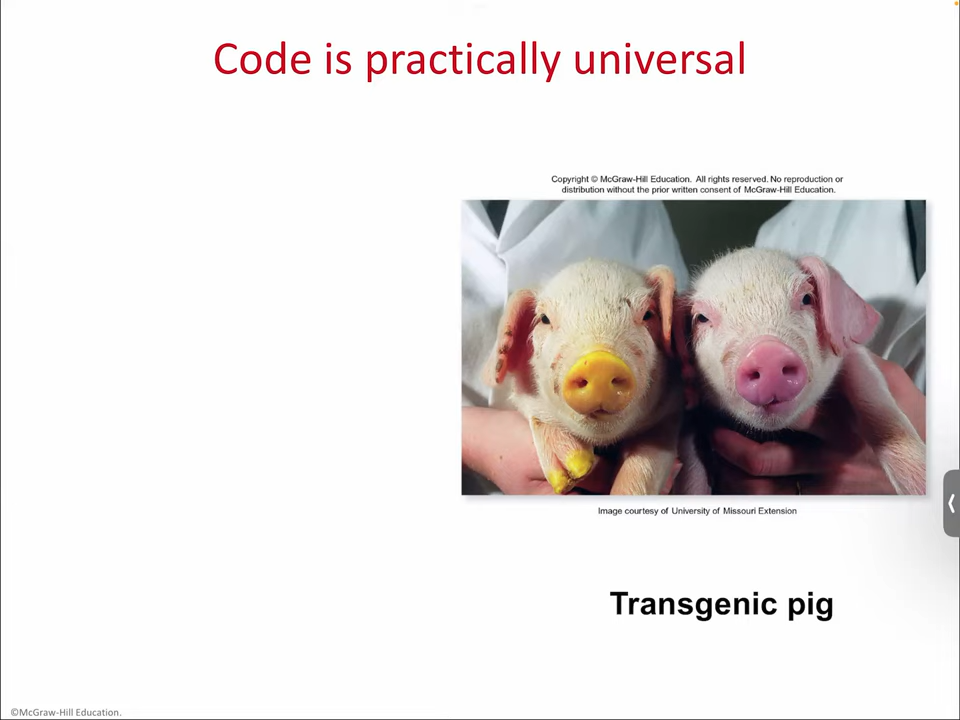 Code is practically universal
Copyright © McGraw-Hill Education. All rights reserved. No reproduction or
distribution without the prior written consent of McGraw-Hill Education.
Image courtesy of University of Missouri Extension
Transgenic pig
©McGraw-Hill Education.